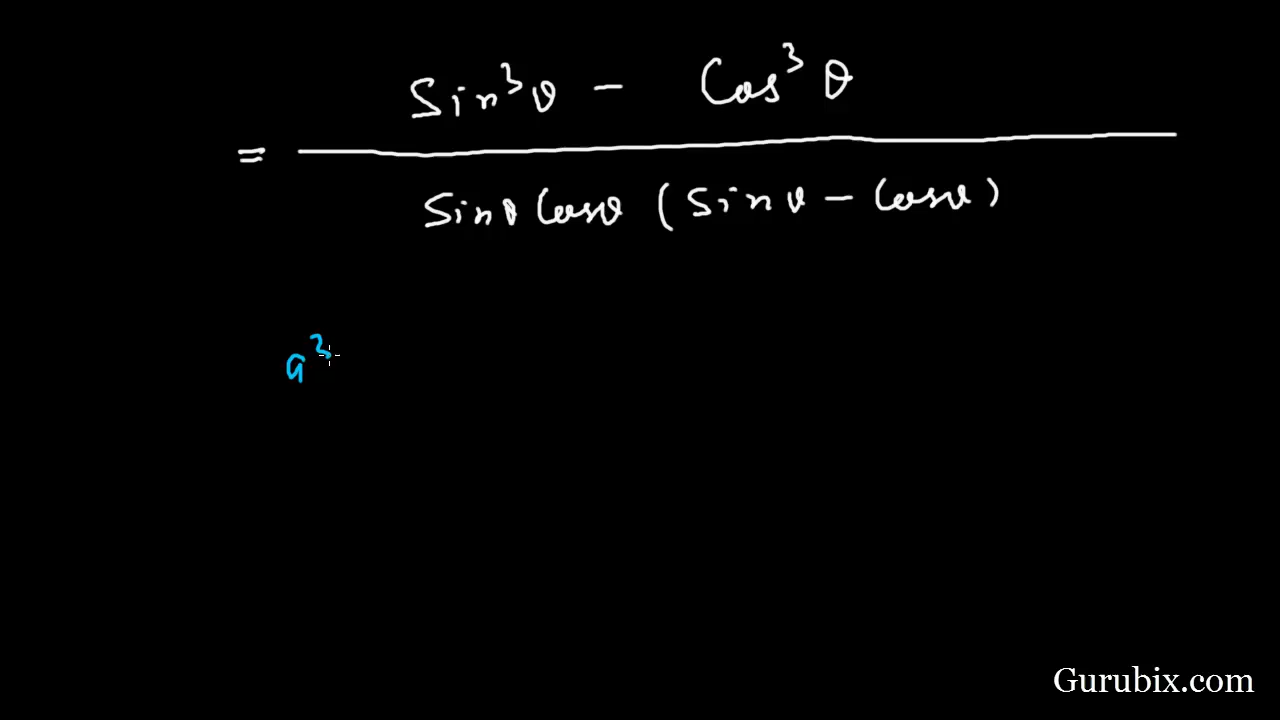 Sin³θ - Cos³θ
=
Sinθ Cosθ (Sinθ - Cosθ)
a³
Gurubix.com